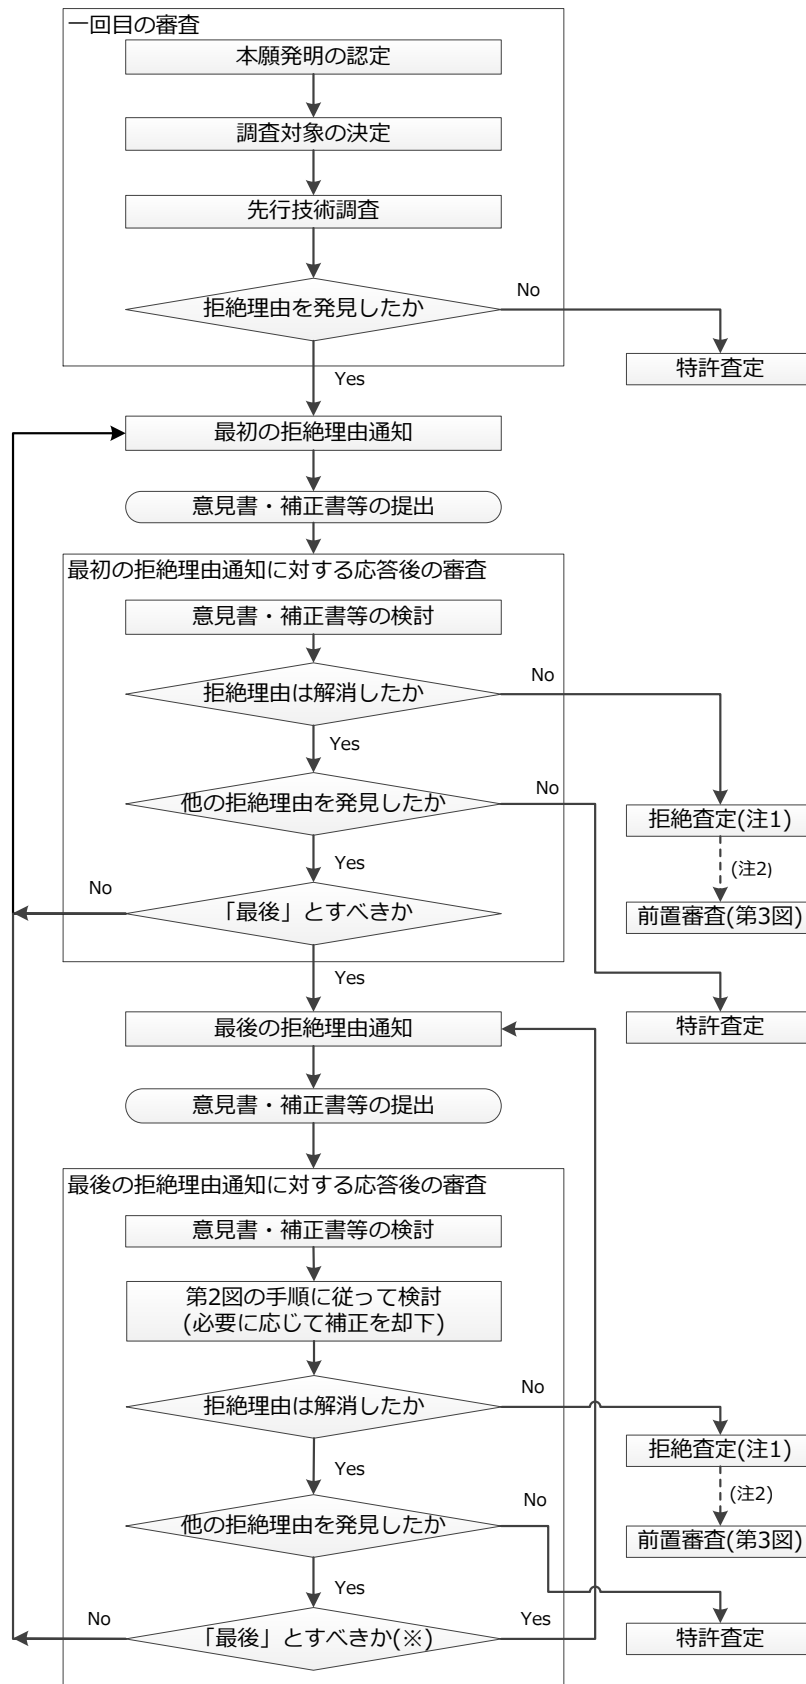 一回目の審査
本願発明の認定
調査対象の決定
先行技術調査
拒絶理由を発見したか
No
特許査定
Yes
最初の拒絶理由通知
意見書・補正書等の提出
最初の拒絶理由通知に対する応答後の審査
意見書・補正書等の検討
拒絶理由は解消したか
No
Yes
他の拒絶理由を発見したか
No
拒絶査定(注1)
Yes
(注2)
No
「最後」とすべきか
前置審査(第3図)
Yes
最後の拒絶理由通知
特許査定
意見書・補正書等の提出
最後の拒絶理由通知に対する応答後の審査
意見書・補正書等の検討
第2図の手順に従って検討
(必要に応じて補正を却下)
No
拒絶理由は解消したか
拒絶査定(注1)
Yes
(注2)
No
他の拒絶理由を発見したか
前置審査(第3図)
Yes
No
「最後」とすべきか(※)
Yes
特許査定